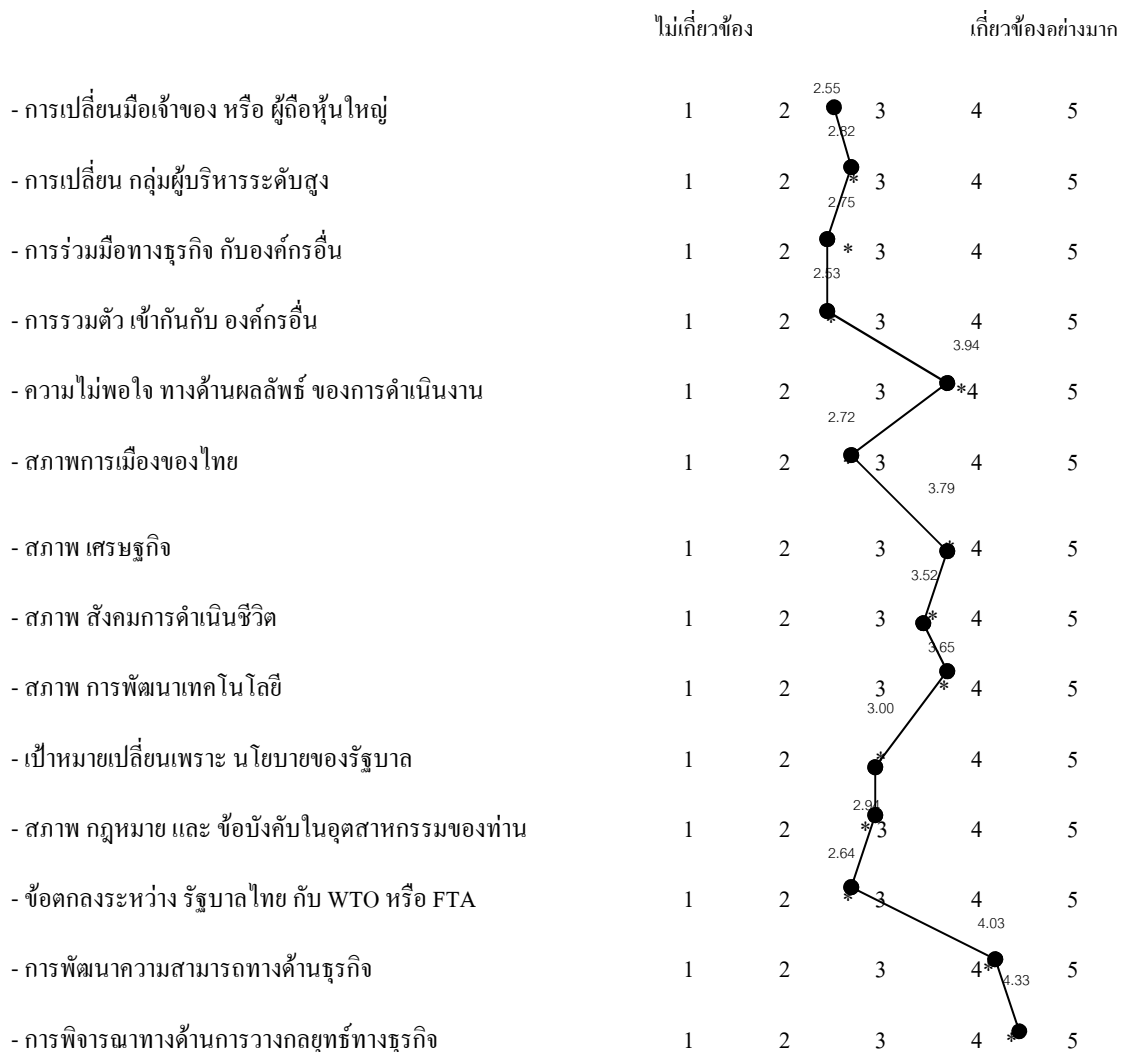 ไม่เกี่ยวข้อง เกี่ยวข้องอย่างมาก
2.55
- การเปลี่ยนมือเจ้าของ หรือ ผู้ถือหุ้นใหญ่ 1 2 3 4 5
2.82
- การเปลี่ยน กลุ่มผู้บริหารระดับสูง 1 2 * 3 4 5
2.75
- การร่วมมือทางธุรกิจ กับองค์กรอื่น 1 2 * 3 4 5
2.53
- การรวมตัว เข้ากันกับ องค์กรอื่น 1 2 * 3 4 5
3.94
- ความไม่พอใจ ทางด้านผลลัพธ์ ของการดำเนินงาน 1 2 3 *4 5
2.72
- สภาพการเมืองของไทย 1 2 * 3 4 5
3.79
- สภาพ เศรษฐกิจ 1 2 3 * 4 5
3.52
- สภาพ สังคมการดำเนินชีวิต 1 2 3 * 4 5
3.65
- สภาพ การพัฒนาเทคโนโลยี 1 2 3 * 4 5
3.00
- เป้าหมายเปลี่ยนเพราะ นโยบายของรัฐบาล 1 2 * 4 5
2.94
- สภาพ กฎหมาย และ ข้อบังคับในอุตสาหกรรมของท่าน 1 2 * 3 4 5
2.64
- ข้อตกลงระหว่าง รัฐบาลไทย กับ WTO หรือ FTA 1 2 * 3 4 5
4.03
- การพัฒนาความสามารถทางด้านธุรกิจ 1 2 3 4* 5
4.33
- การพิจารณาทางด้านการวางกลยุทธ์ทางธุรกิจ 1 2 3 4 * 5